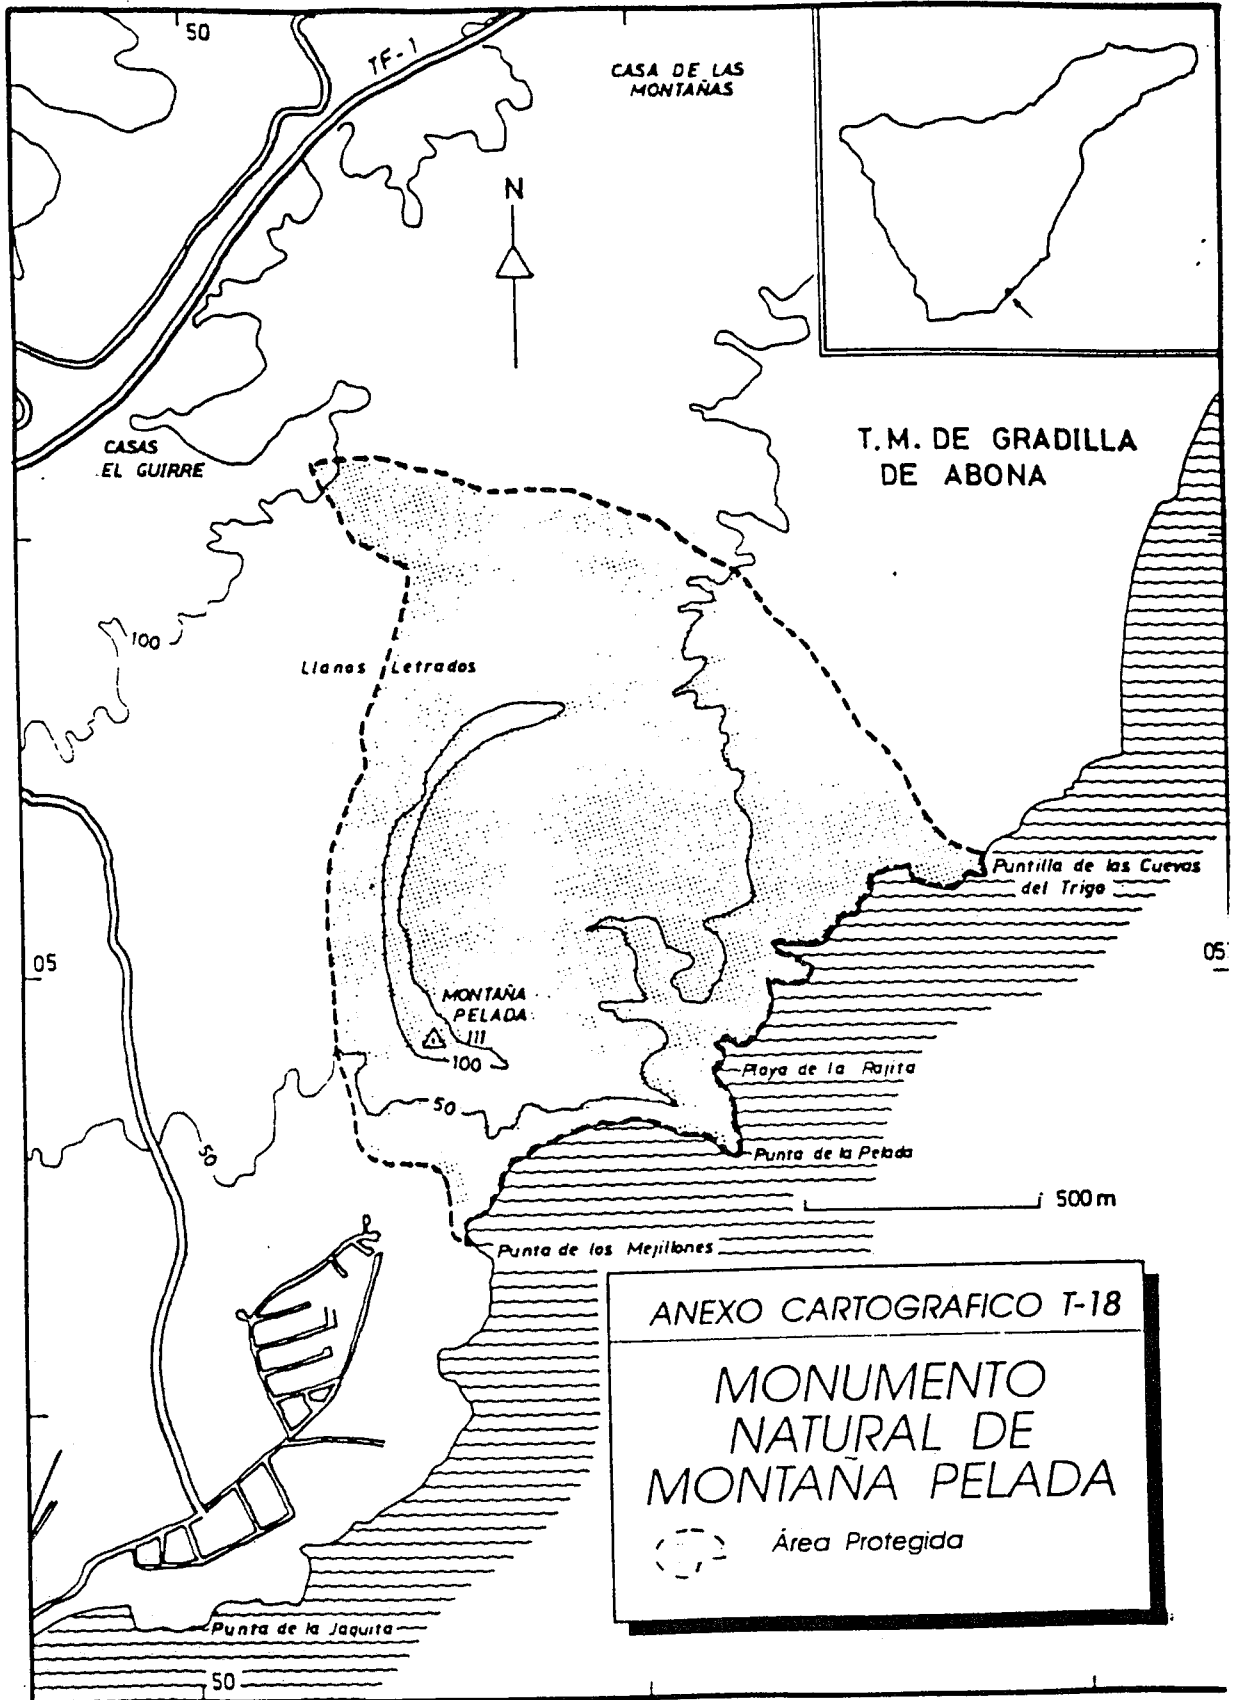 50
TF-1
CASA DE LAS
MONTAÑAS
N
CASAS
EL GUIRRE
T.M. DE GRADILLA
DE ABONA
100
Llanos Letrados
Puntilla de las Cuevas
del Trigo
05
05
MONTAÑA
PELADA
111
100
Playa de la Rajita
50
50
Punta de la Pelada
500 m
Punta de los Mejillones
ANEXO CARTOGRAFICO T-18
MONUMENTO
NATURAL DE
MONTAÑA PELADA
Área Protegida
Punta de la Jaquita
50